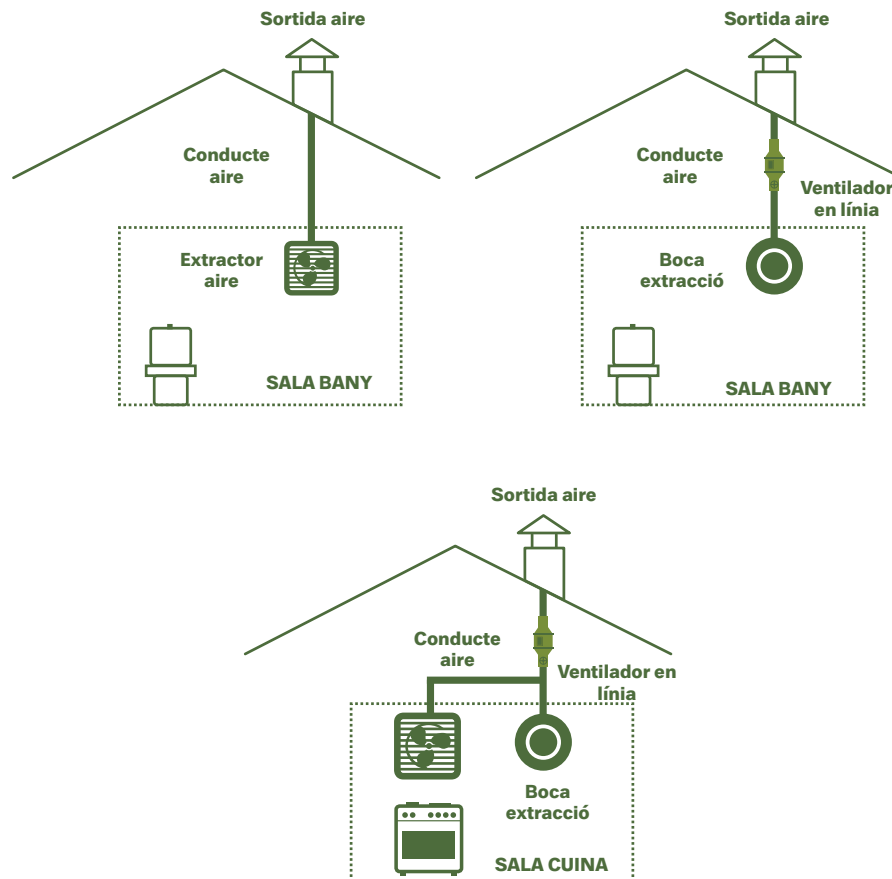 Sortida aire
Conducte
aire
Extractor
aire
SALA BANY
Sortida aire
Conducte
aire
Ventilador
en línia
Boca
extracció
SALA BANY
Sortida aire
Conducte
aire
Ventilador en
línia
Boca
extracció
SALA CUINA